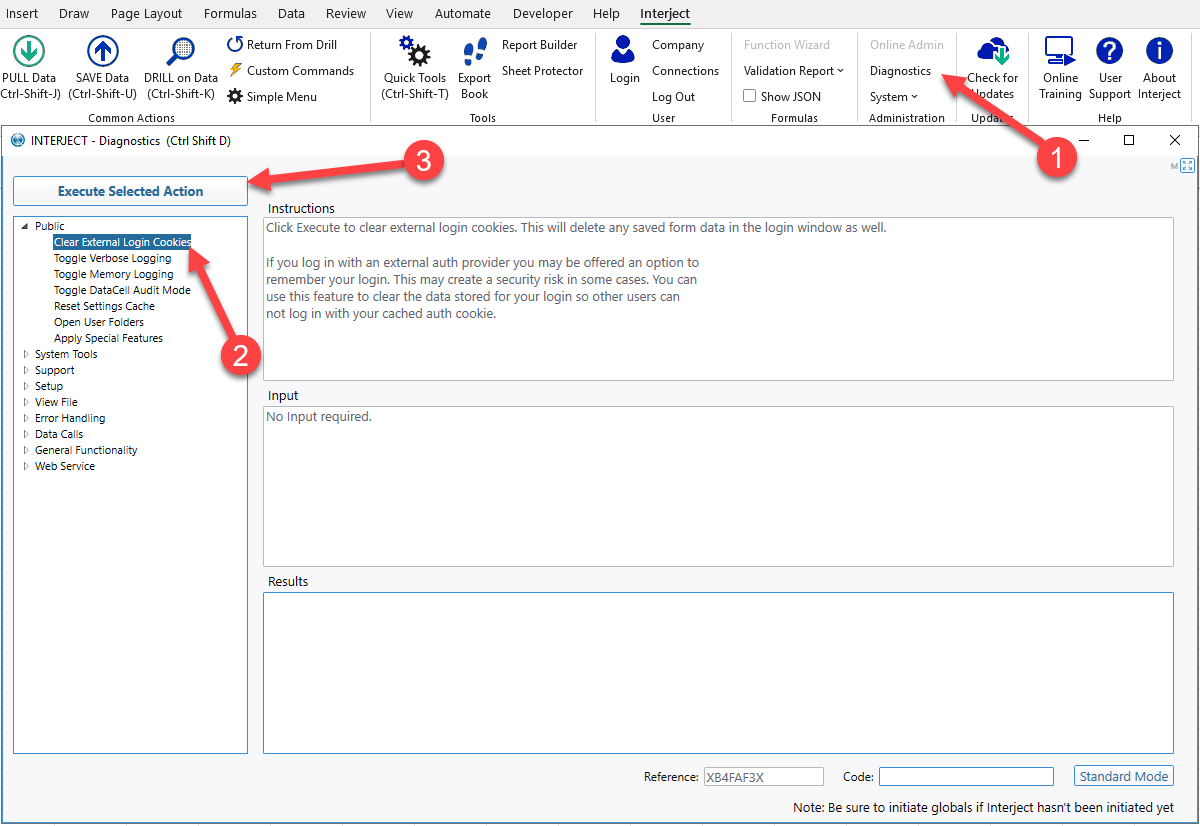 Insert Draw Page Layout Formulas Data Review View Automate Developer Help Interject
PULL Data
Ctrl-Shift-J)
SAVE Data
(Ctrl-Shift-U)
DRILL on Data
(Ctrl-Shift-K)
Return From Drill
Custom Commands
Simple Menu
Common Actions
Quick Tools
(Ctrl-Shift-T)
Export
Book
Report Builder
Sheet Protector
Tools
Login
Company
Connections
Log Out
User
Function Wizard
Validation Report
Show JSON
Formulas
Online Admin
Diagnostics
System
Administration
Check for
Updates
Updates
Online
Training
User
Support
About
Interject
Help
1
INTERJECT - Diagnostics (Ctrl Shift D)
M
3
Execute Selected Action
Public
Clear External Login Cookies
Toggle Verbose Logging
Toggle Memory Logging
Toggle DataCell Audit Mode
Reset Settings Cache
Open User Folders
Apply Special Features
System Tools
Support
Setup
View File
Error Handling
Data Calls
General Functionality
Web Service
2
Instructions
Click Execute to clear external login cookies. This will delete any saved form data in the login window as well.
If you log in with an external auth provider you may be offered an option to
remember your login. This may create a security risk in some cases. You can
use this feature to clear the data stored for your login so other users can
not log in with your cached auth cookie.
Input
No Input required.
Results
Reference: XB4FAF3X Code: Standard Mode
Note: Be sure to initiate globals if Interject hasn't been initiated yet